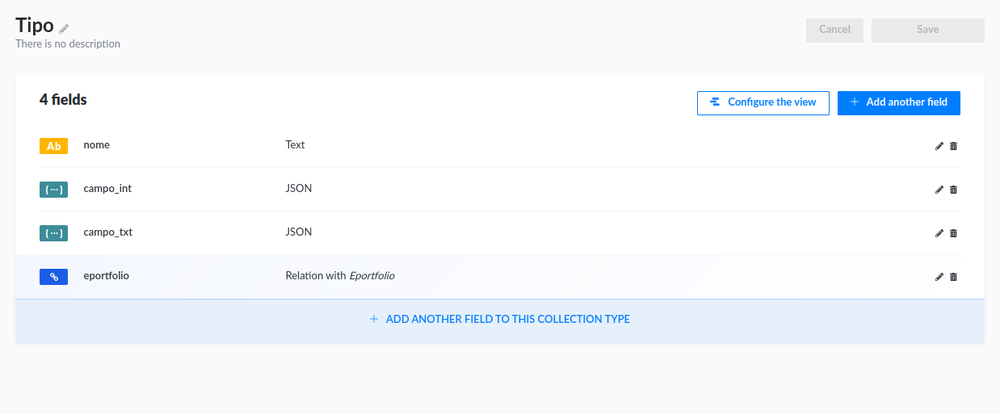 Tipo
There is no description
Cancel
Save
4 fields
Configure the view
+ Add another field
Ab nome Text
{···} campo_int JSON
{···} campo_txt JSON
eportfolio Relation with Eportfolio
+ ADD ANOTHER FIELD TO THIS COLLECTION TYPE